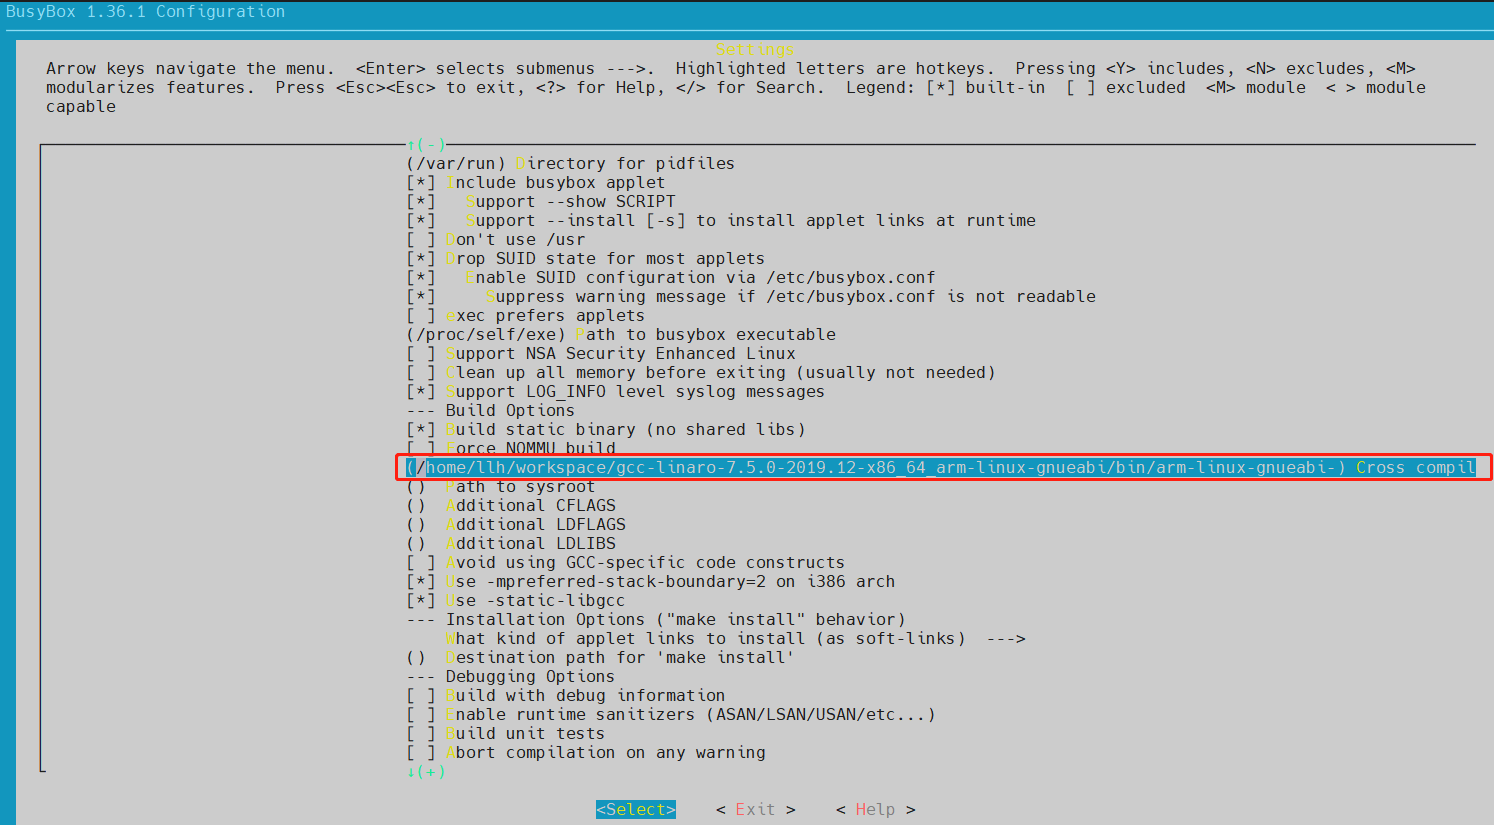 BusyBox 1.36.1 Configuration
Settings
Arrow keys navigate the menu.  <Enter> selects submenus --->.  Highlighted letters are hotkeys.  Pressing <Y> includes, <N> excludes, <M>
modularizes features.  Press <Esc><Esc> to exit, <?> for Help, </> for Search.  Legend: [*] built-in  [ ] excluded  <M> module  < > module
capable
↑(-)
(/var/run) Directory for pidfiles
[*] Include busybox applet
[*]   Support --show SCRIPT
[*]   Support --install [-s] to install applet links at runtime
[ ] Don't use /usr
[*] Drop SUID state for most applets
[*]   Enable SUID configuration via /etc/busybox.conf
[*]     Suppress warning message if /etc/busybox.conf is not readable
[ ] exec prefers applets
(/proc/self/exe) Path to busybox executable
[ ] Support NSA Security Enhanced Linux
[ ] Clean up all memory before exiting (usually not needed)
[*] Support LOG_INFO level syslog messages
--- Build Options
[*] Build static binary (no shared libs)
[ ] Force NOMMU build
(/home/llh/workspace/gcc-linaro-7.5.0-2019.12-x86_64_arm-linux-gnueabi/bin/arm-linux-gnueabi-) Cross compil
()  Path to sysroot
()  Additional CFLAGS
()  Additional LDFLAGS
()  Additional LDLIBS
[ ] Avoid using GCC-specific code constructs
[*] Use -mpreferred-stack-boundary=2 on i386 arch
[*] Use -static-libgcc
--- Installation Options ("make install" behavior)
What kind of applet links to install (as soft-links)  --->
()  Destination path for 'make install'
--- Debugging Options
[ ] Build with debug information
[ ] Enable runtime sanitizers (ASAN/LSAN/USAN/etc...)
[ ] Build unit tests
[ ] Abort compilation on any warning
↓(+)
<Select>    < Exit >    < Help >